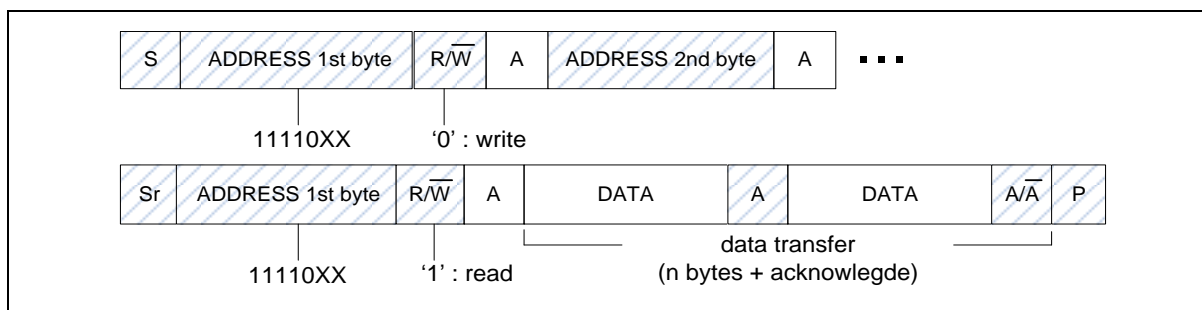 S ADDRESS 1st byte R/W̅ A ADDRESS 2nd byte A ▪ ▪ ▪
11110XX ‘0’ : write
Sr ADDRESS 1st byte R/W̅ A DATA A DATA A/A̅ P
data transfer
11110XX ‘1’ : read (n bytes + acknowlegde)